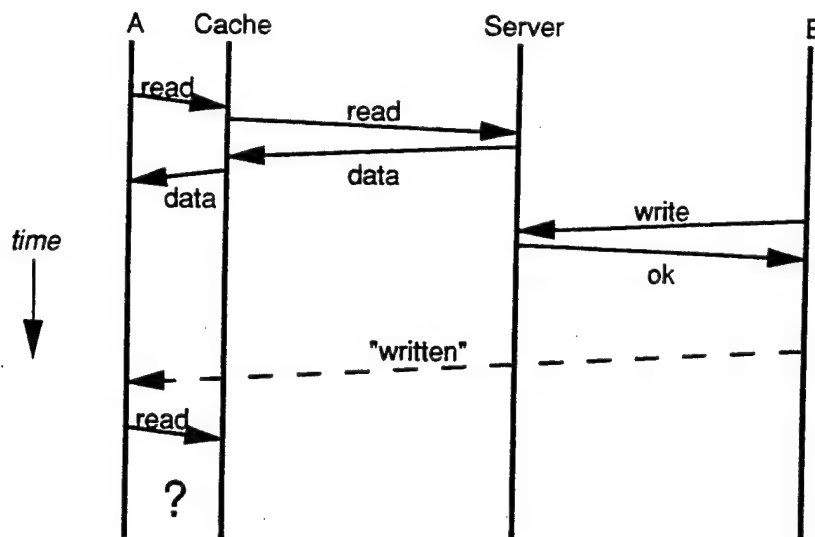 A Cache Server B
read
read
data
data
write
time
ok
"written"
read
?